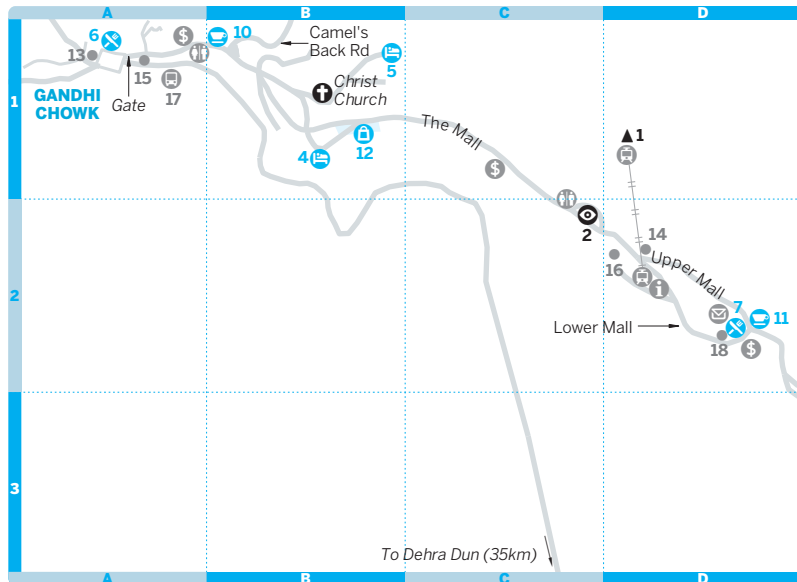 A
B
C
D
6
$
10
Camel's
Back Rd
13
5
15
Christ
Church
1
GANDHI
CHOWK
Gate
17
The Mall
12
4
$
1
2
14
16
Upper Mall
i
2
7
11
Lower Mall
18
$
3
To Dehra Dun (35km)
A
B
C
D